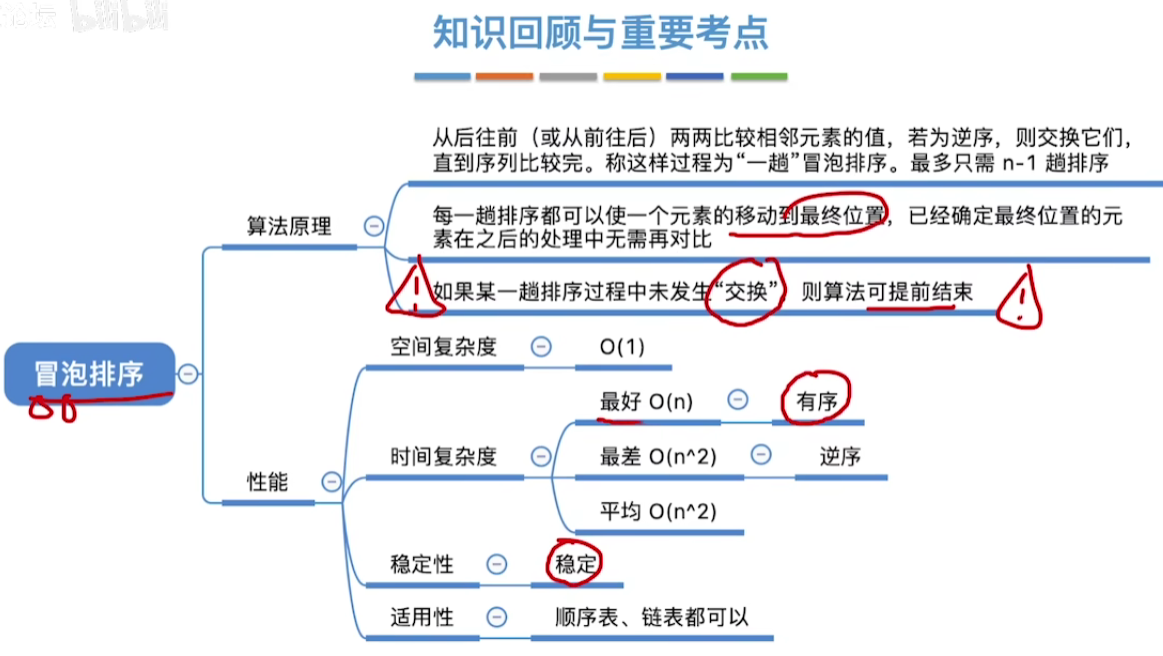 bilibili
知识回顾与重要考点
从后往前（或从前往后）两两比较相邻元素的值，若为逆序，则交换它们，
直到序列比较完。称这样过程为“一趟”冒泡排序。最多只需 n-1 趟排序
算法原理
每一趟排序都可以使一个元素的移动到最终位置，已经确定最终位置的元
素在之后的处理中无需再对比
如果某一趟排序过程中未发生“交换”，则算法可提前结束
冒泡排序
空间复杂度
O(1)
最好 O(n)
有序
时间复杂度
最差 O(n^2)
逆序
性能
平均 O(n^2)
稳定性
稳定
适用性
顺序表、链表都可以